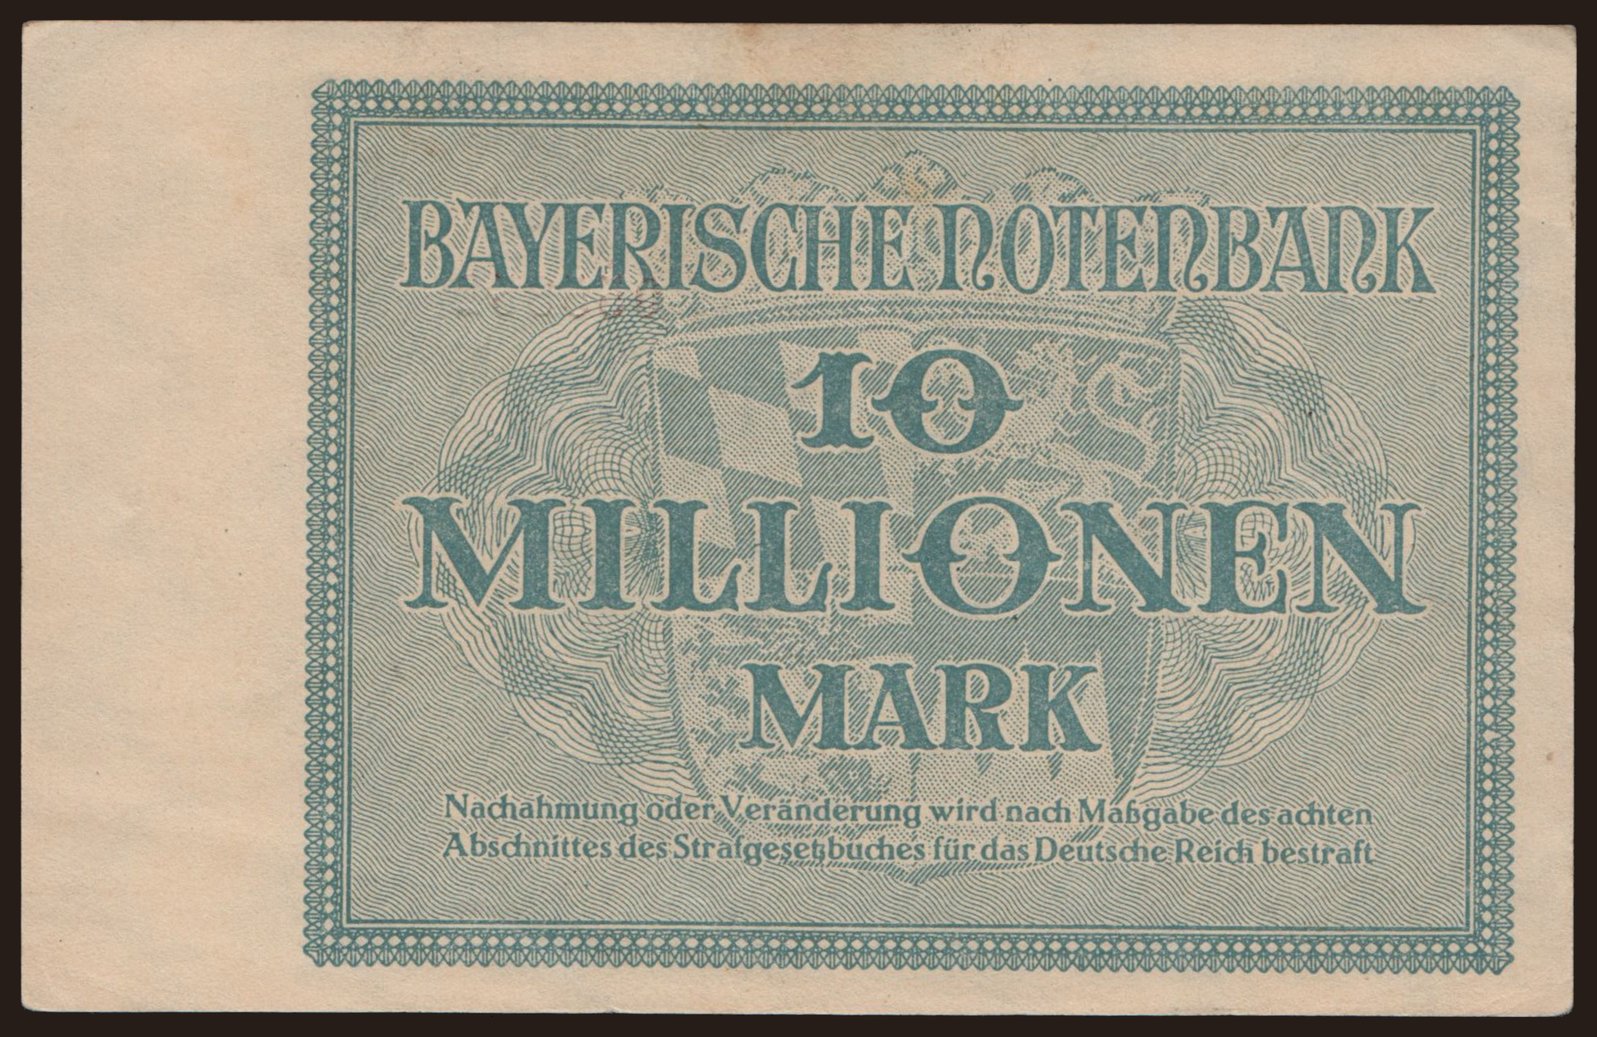 BAYERISCHE NOTENBANK
10
MILLIONEN
MARK
Nachahmung oder Veränderung wird nach Maßgabe des achten
Abschnittes des Strafgesetzbuches für das Deutsche Reich bestraft